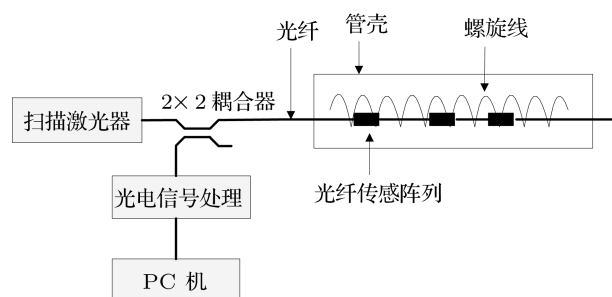 光纤
管壳
螺旋线
扫描激光器
2×2耦合器
光纤传感阵列
光电信号处理
PC 机